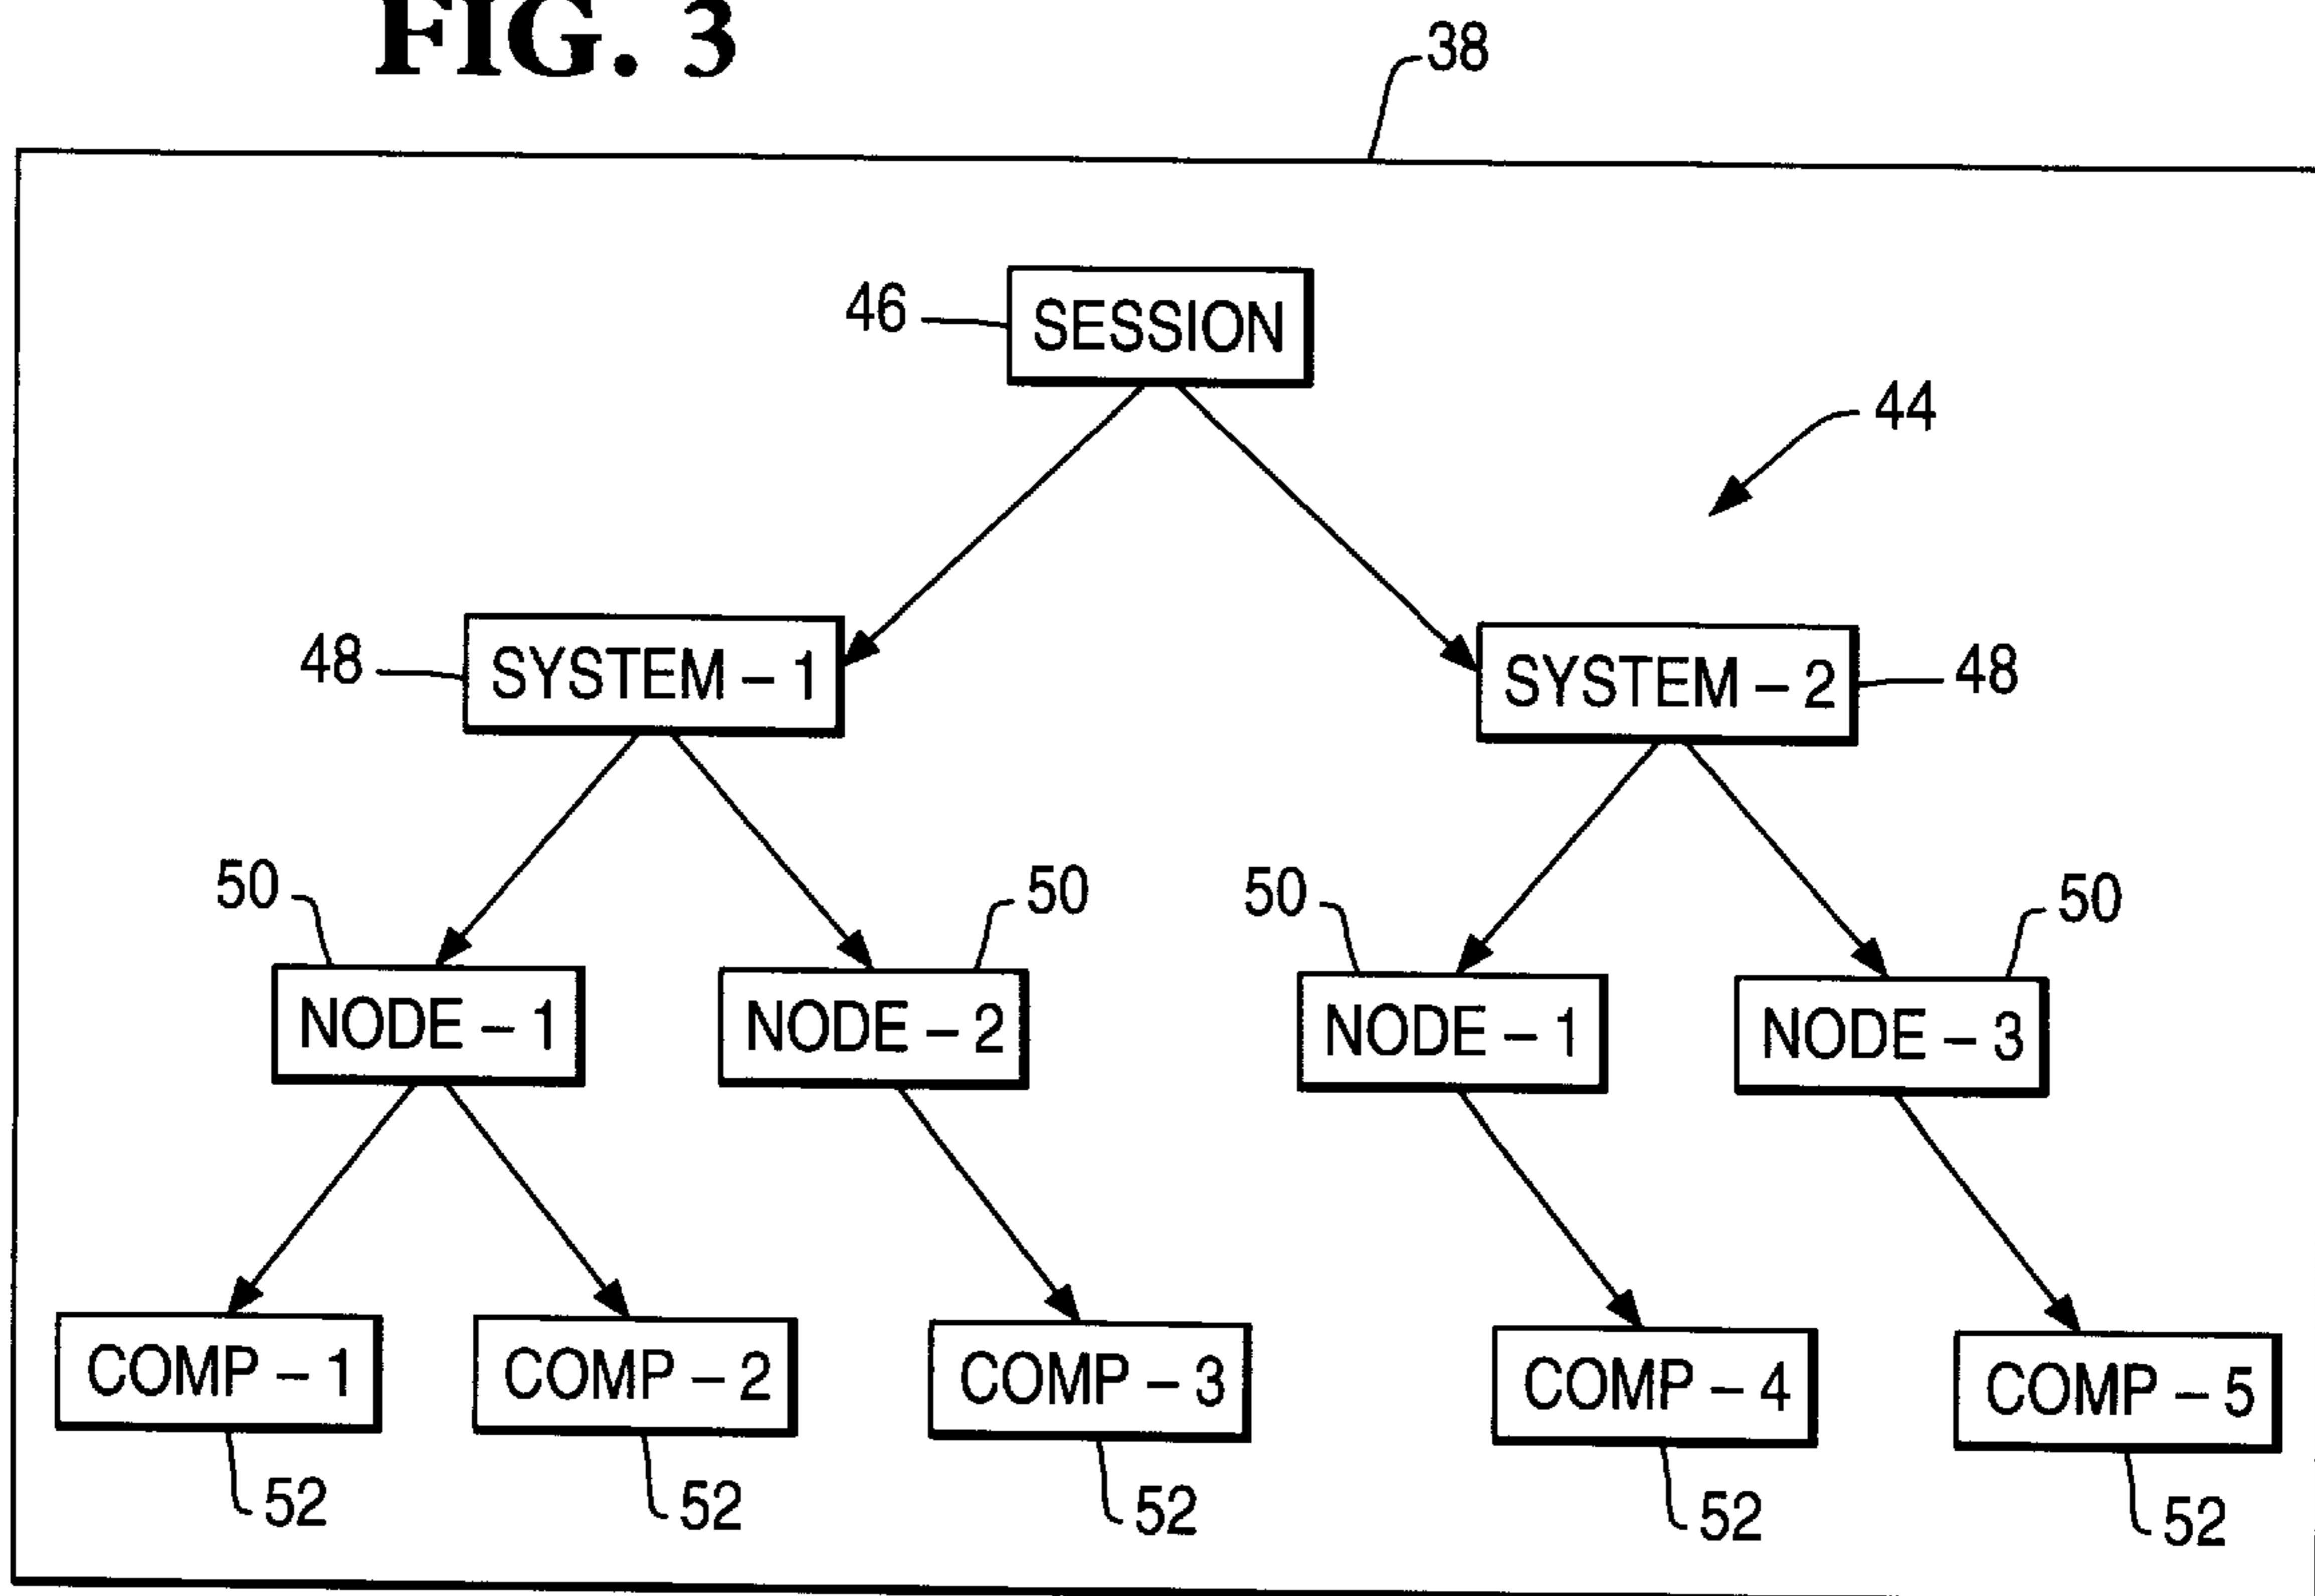 FIG. 3
38
46 SESSION
44
48 SYSTEM – 1 SYSTEM – 2 48
50 50 50 50
NODE – 1 NODE – 2 NODE – 1 NODE – 3
COMP – 1 COMP – 2 COMP – 3 COMP – 4 COMP – 5
52 52 52 52 52